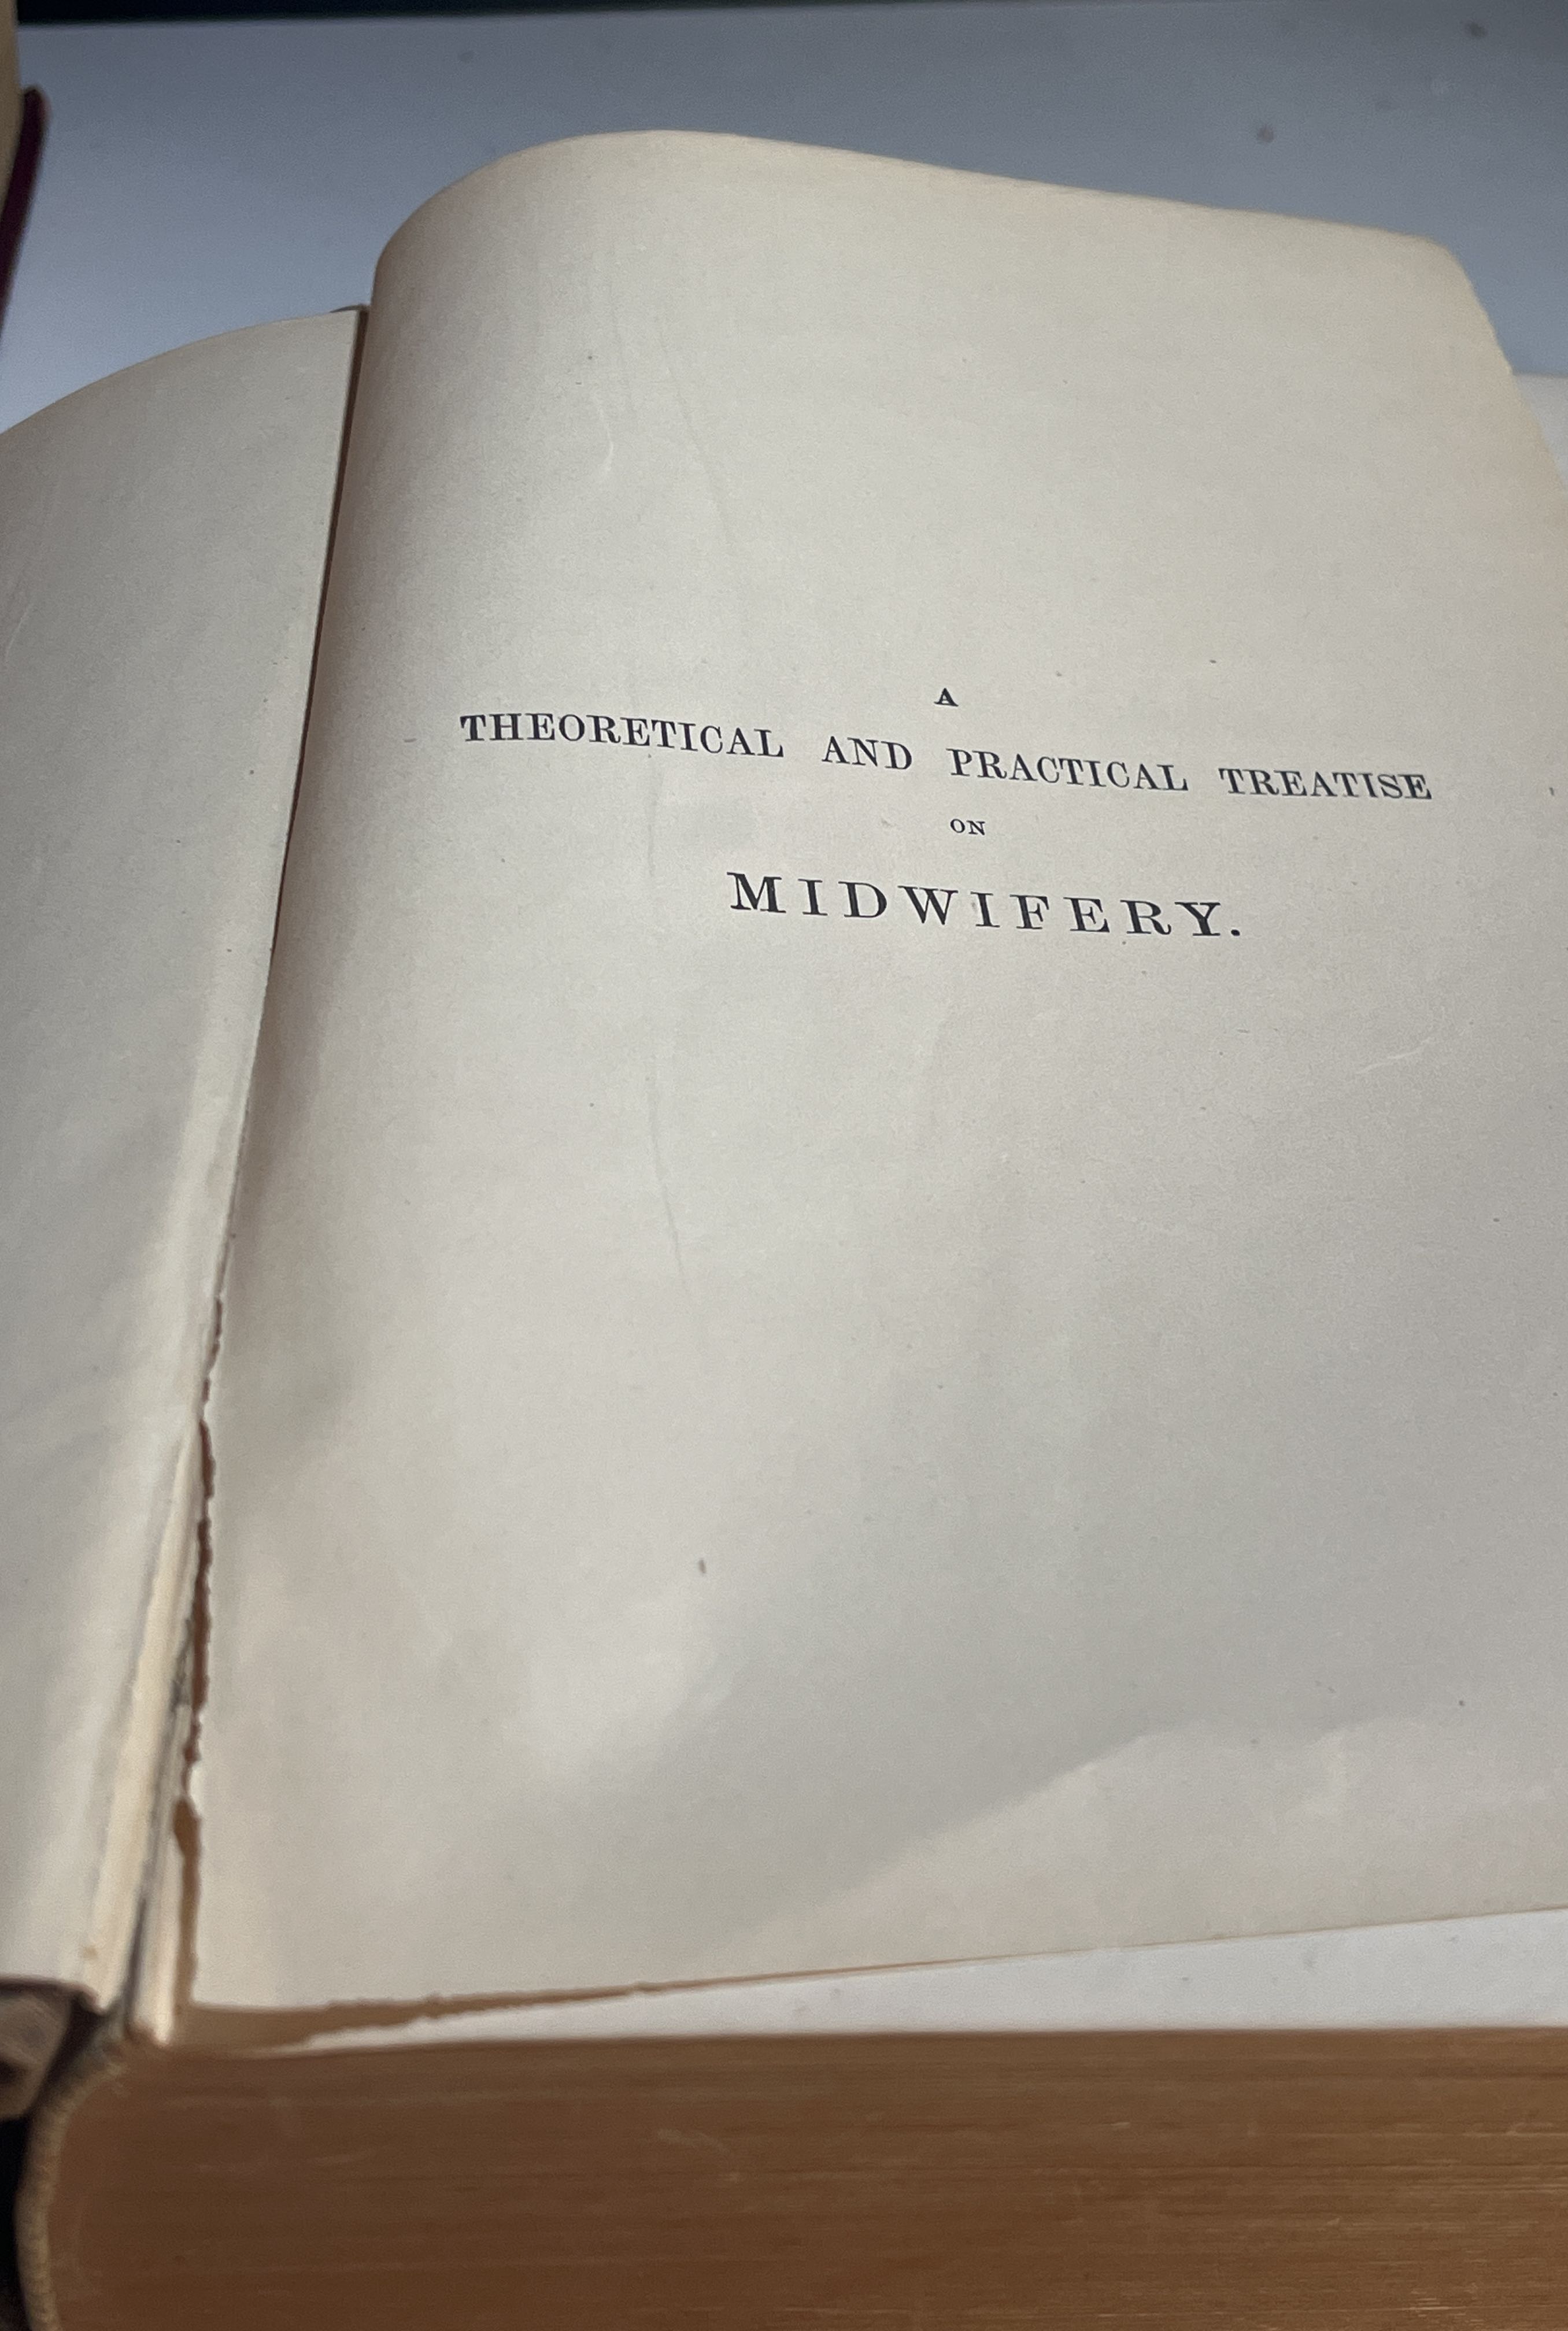 A
THEORETICAL AND PRACTICAL TREATISE
ON
MIDWIFERY.